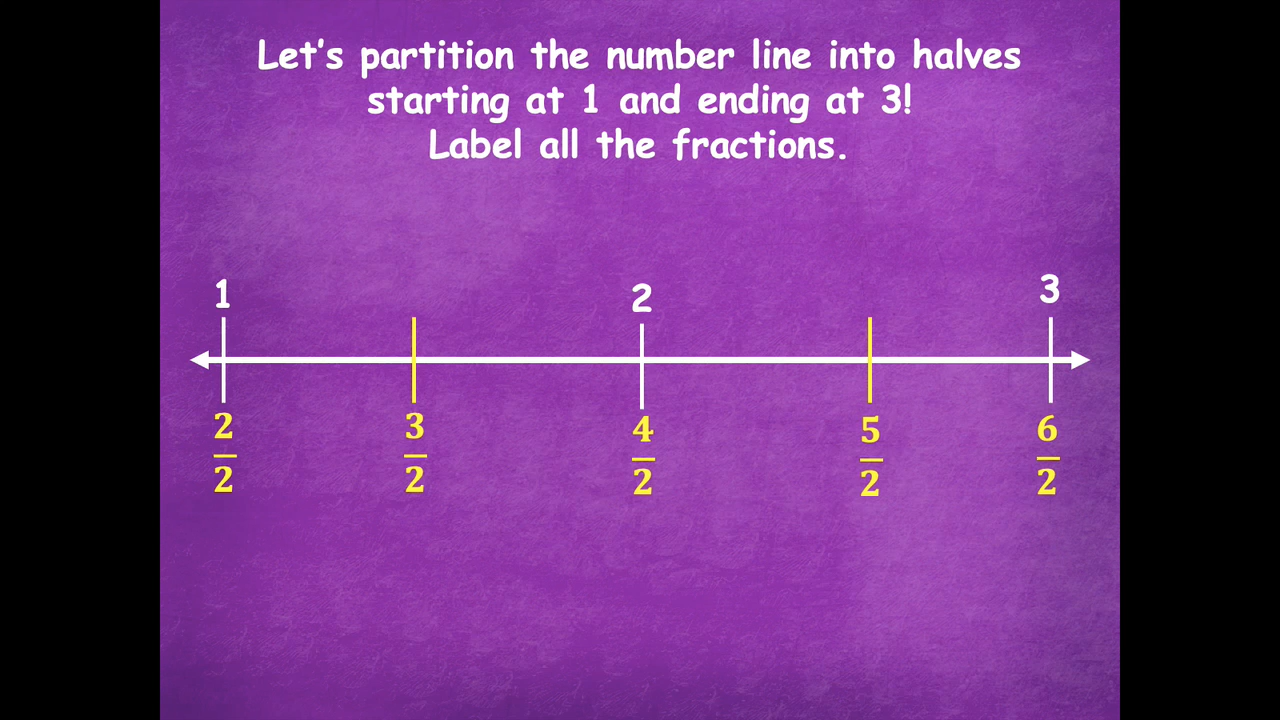 Let's partition the number line into halves
starting at 1 and ending at 3!
Label all the fractions.
1 2 3
2/2 3/2 4/2 5/2 6/2